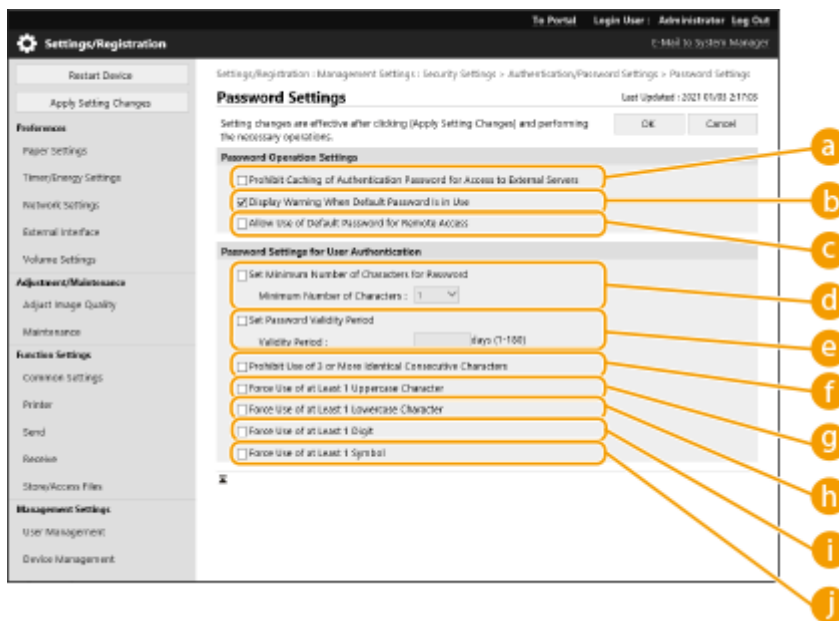 To Portal Login User : Administrator Log Out
Settings/Registration
E-Mail to System Manager
Restart Device
Apply Setting Changes
Preferences
Paper Settings
Timer/Energy Settings
Network Settings
External Interface
Volume Settings
Adjustment/Maintenance
Adjust Image Quality
Maintenance
Function Settings
Common Settings
Printer
Send
Receive
Store/Access Files
Management Settings
User Management
Device Management
Settings/Registration : Management Settings : Security Settings > Authentication/Password Settings > Password Settings
Password Settings
Last Updated : 2021 01/03 2:17:03
Setting changes are effective after clicking [Apply Setting Changes] and performing
the necessary operations.
OK
Cancel
Password Operation Settings
Prohibit Caching of Authentication Password for Access to External Servers
Display Warning When Default Password is in Use
Allow Use of Default Password for Remote Access
Password Settings for User Authentication
Set Minimum Number of Characters for Password
Minimum Number of Characters : 1
Set Password Validity Period
Validity Period : days (1-180)
Prohibit Use of 3 or More Identical Consecutive Characters
Force Use of at Least 1 Uppercase Character
Force Use of at Least 1 Lowercase Character
Force Use of at Least 1 Digit
Force Use of at Least 1 Symbol
a
b
c
d
e
f
g
h
i
j